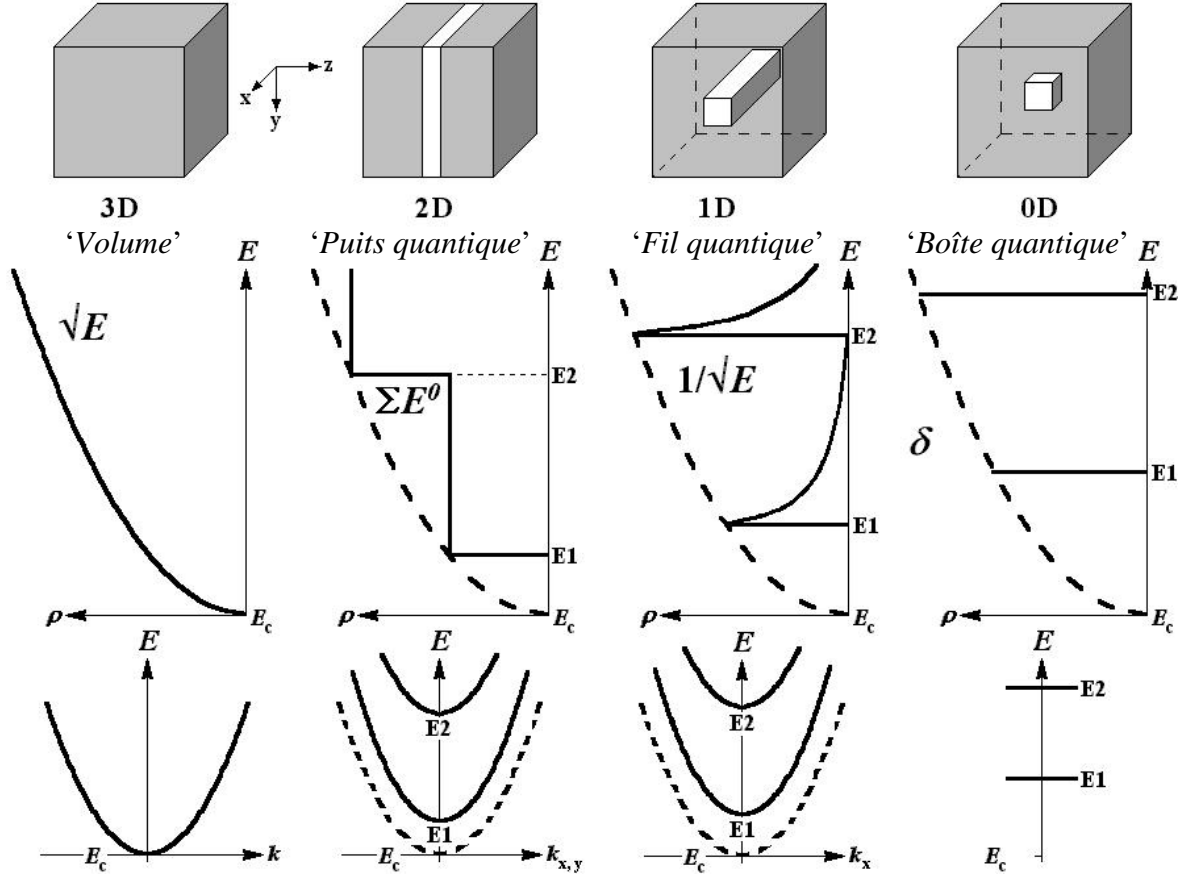 x
y
z
3D
2D
1D
0D
‘Volume’
‘Puits quantique’
‘Fil quantique’
‘Boîte quantique’
E
√E
ρ
E_c
E
E2
ΣE⁰
E1
ρ
E_c
E
E2
1/√E
E1
ρ
E_c
E
E2
δ
E1
ρ
E_c
E
E_c
k
E
E2
E1
E_c
k_x,y
E
E2
E1
E_c
k_x
E
E2
E1
E_c